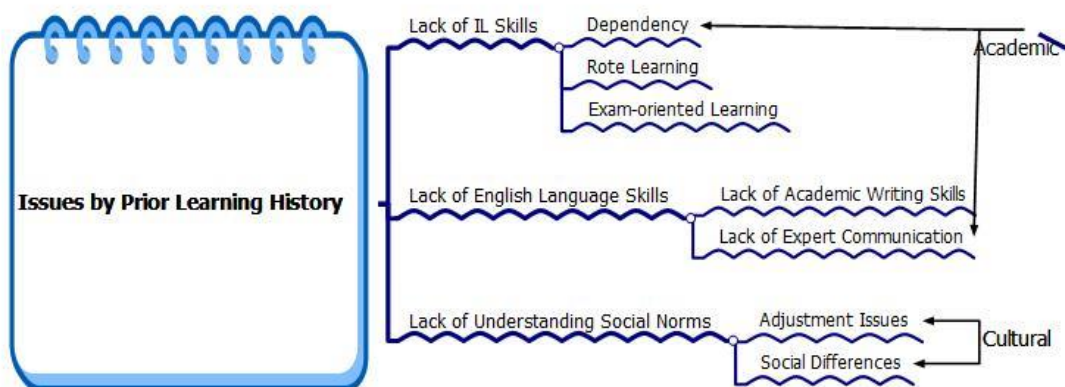 Issues by Prior Learning History
Lack of IL Skills
Dependency
Rote Learning
Exam-oriented Learning
Academic
Lack of English Language Skills
Lack of Academic Writing Skills
Lack of Expert Communication
Lack of Understanding Social Norms
Adjustment Issues
Social Differences
Cultural